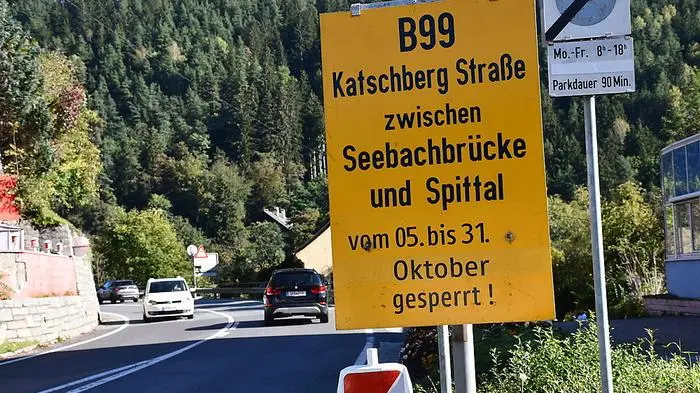 B99
Katschberg Straße
zwischen
Seebachbrücke
und Spittal
vom 05. bis 31.
Oktober
gesperrt !
Mo.-Fr. 8ʰ-18ʰ
Parkdauer 90 Min.